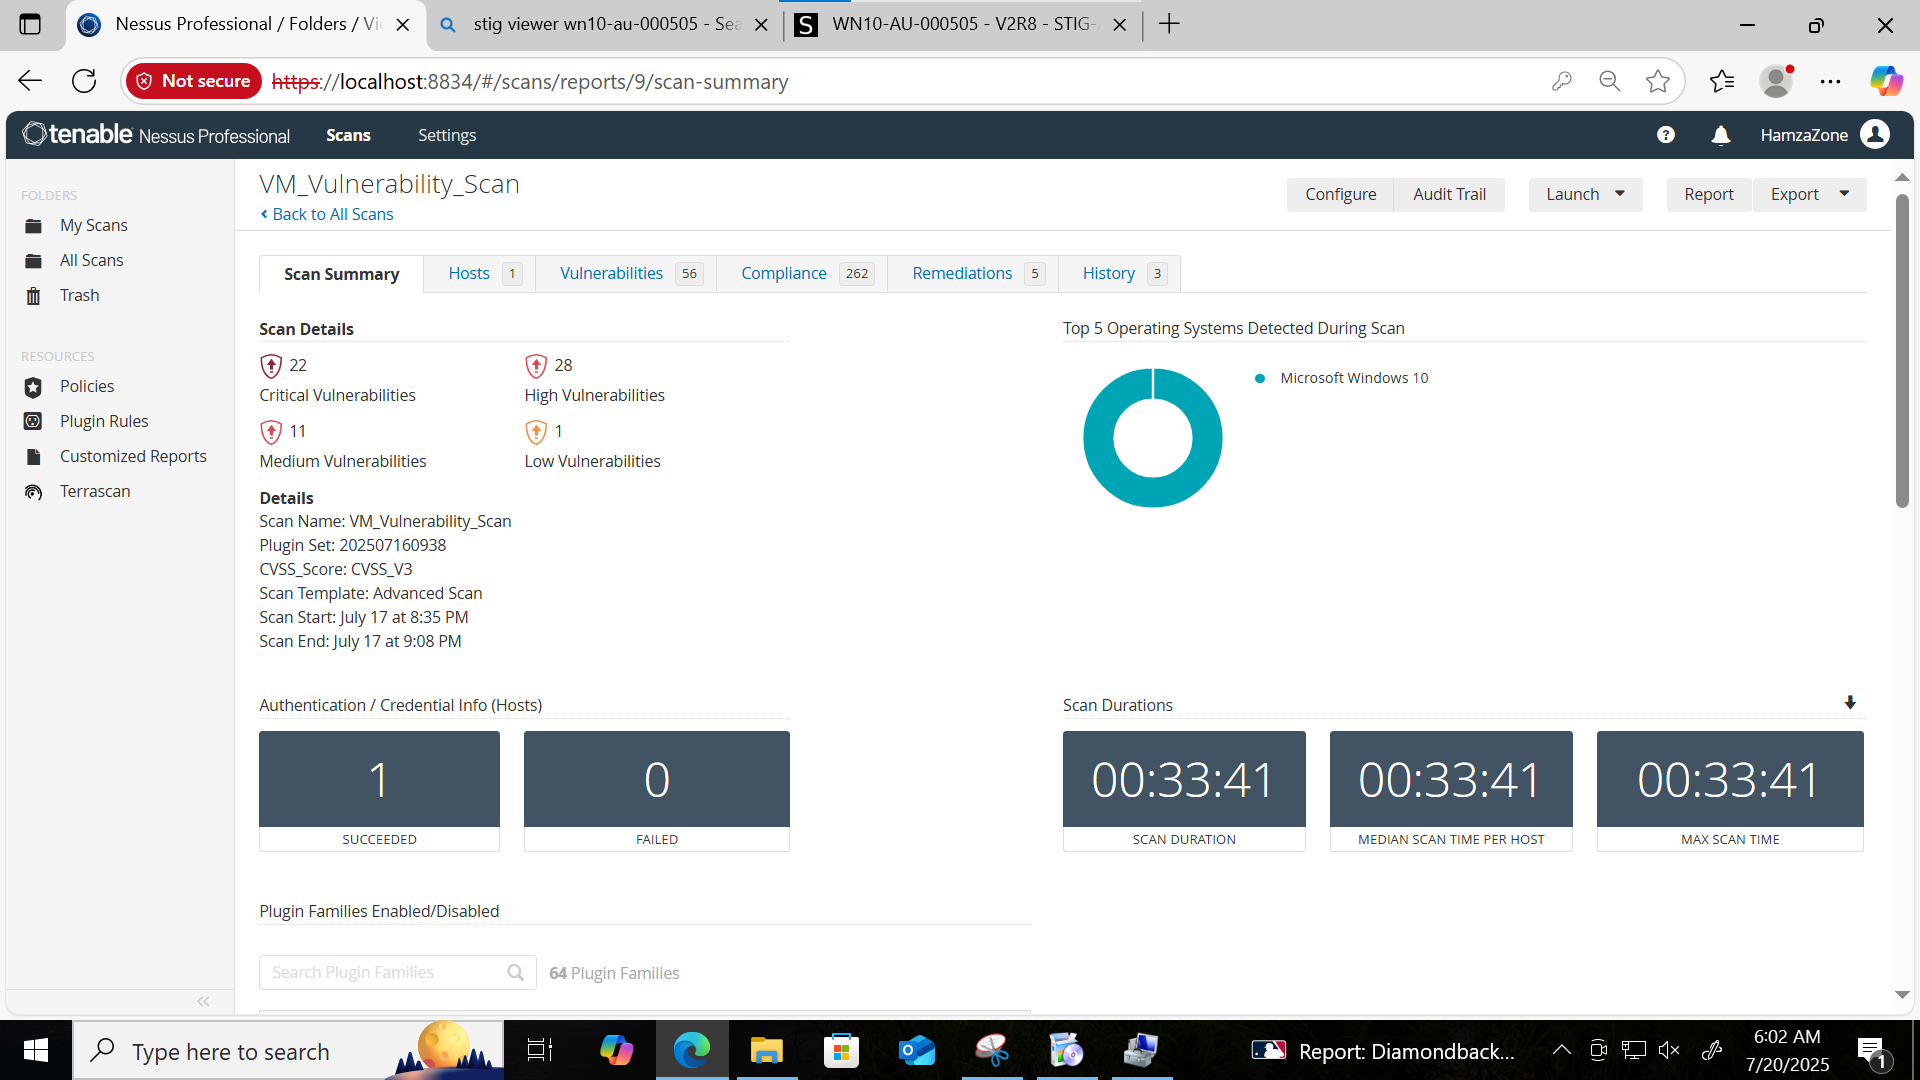 Nessus Professional / Folders / Vi
stig viewer wn10-au-000505 - Sea
WN10-AU-000505 - V2R8 - STIG-
Not secure
https://localhost:8834/#/scans/reports/9/scan-summary
tenable Nessus Professional
Scans
Settings
HamzaZone
FOLDERS
My Scans
All Scans
Trash
RESOURCES
Policies
Plugin Rules
Customized Reports
Terrascan
VM_Vulnerability_Scan
Back to All Scans
Configure
Audit Trail
Launch
Report
Export
Scan Summary
Hosts 1
Vulnerabilities 56
Compliance 262
Remediations 5
History 3
Scan Details
22
Critical Vulnerabilities
28
High Vulnerabilities
11
Medium Vulnerabilities
1
Low Vulnerabilities
Details
Scan Name: VM_Vulnerability_Scan
Plugin Set: 202507160938
CVSS_Score: CVSS_V3
Scan Template: Advanced Scan
Scan Start: July 17 at 8:35 PM
Scan End: July 17 at 9:08 PM
Top 5 Operating Systems Detected During Scan
Microsoft Windows 10
Authentication / Credential Info (Hosts)
1
SUCCEEDED
0
FAILED
Scan Durations
00:33:41
SCAN DURATION
00:33:41
MEDIAN SCAN TIME PER HOST
00:33:41
MAX SCAN TIME
Plugin Families Enabled/Disabled
Search Plugin Families
64 Plugin Families
Type here to search
Report: Diamondback...
6:02 AM
7/20/2025
1